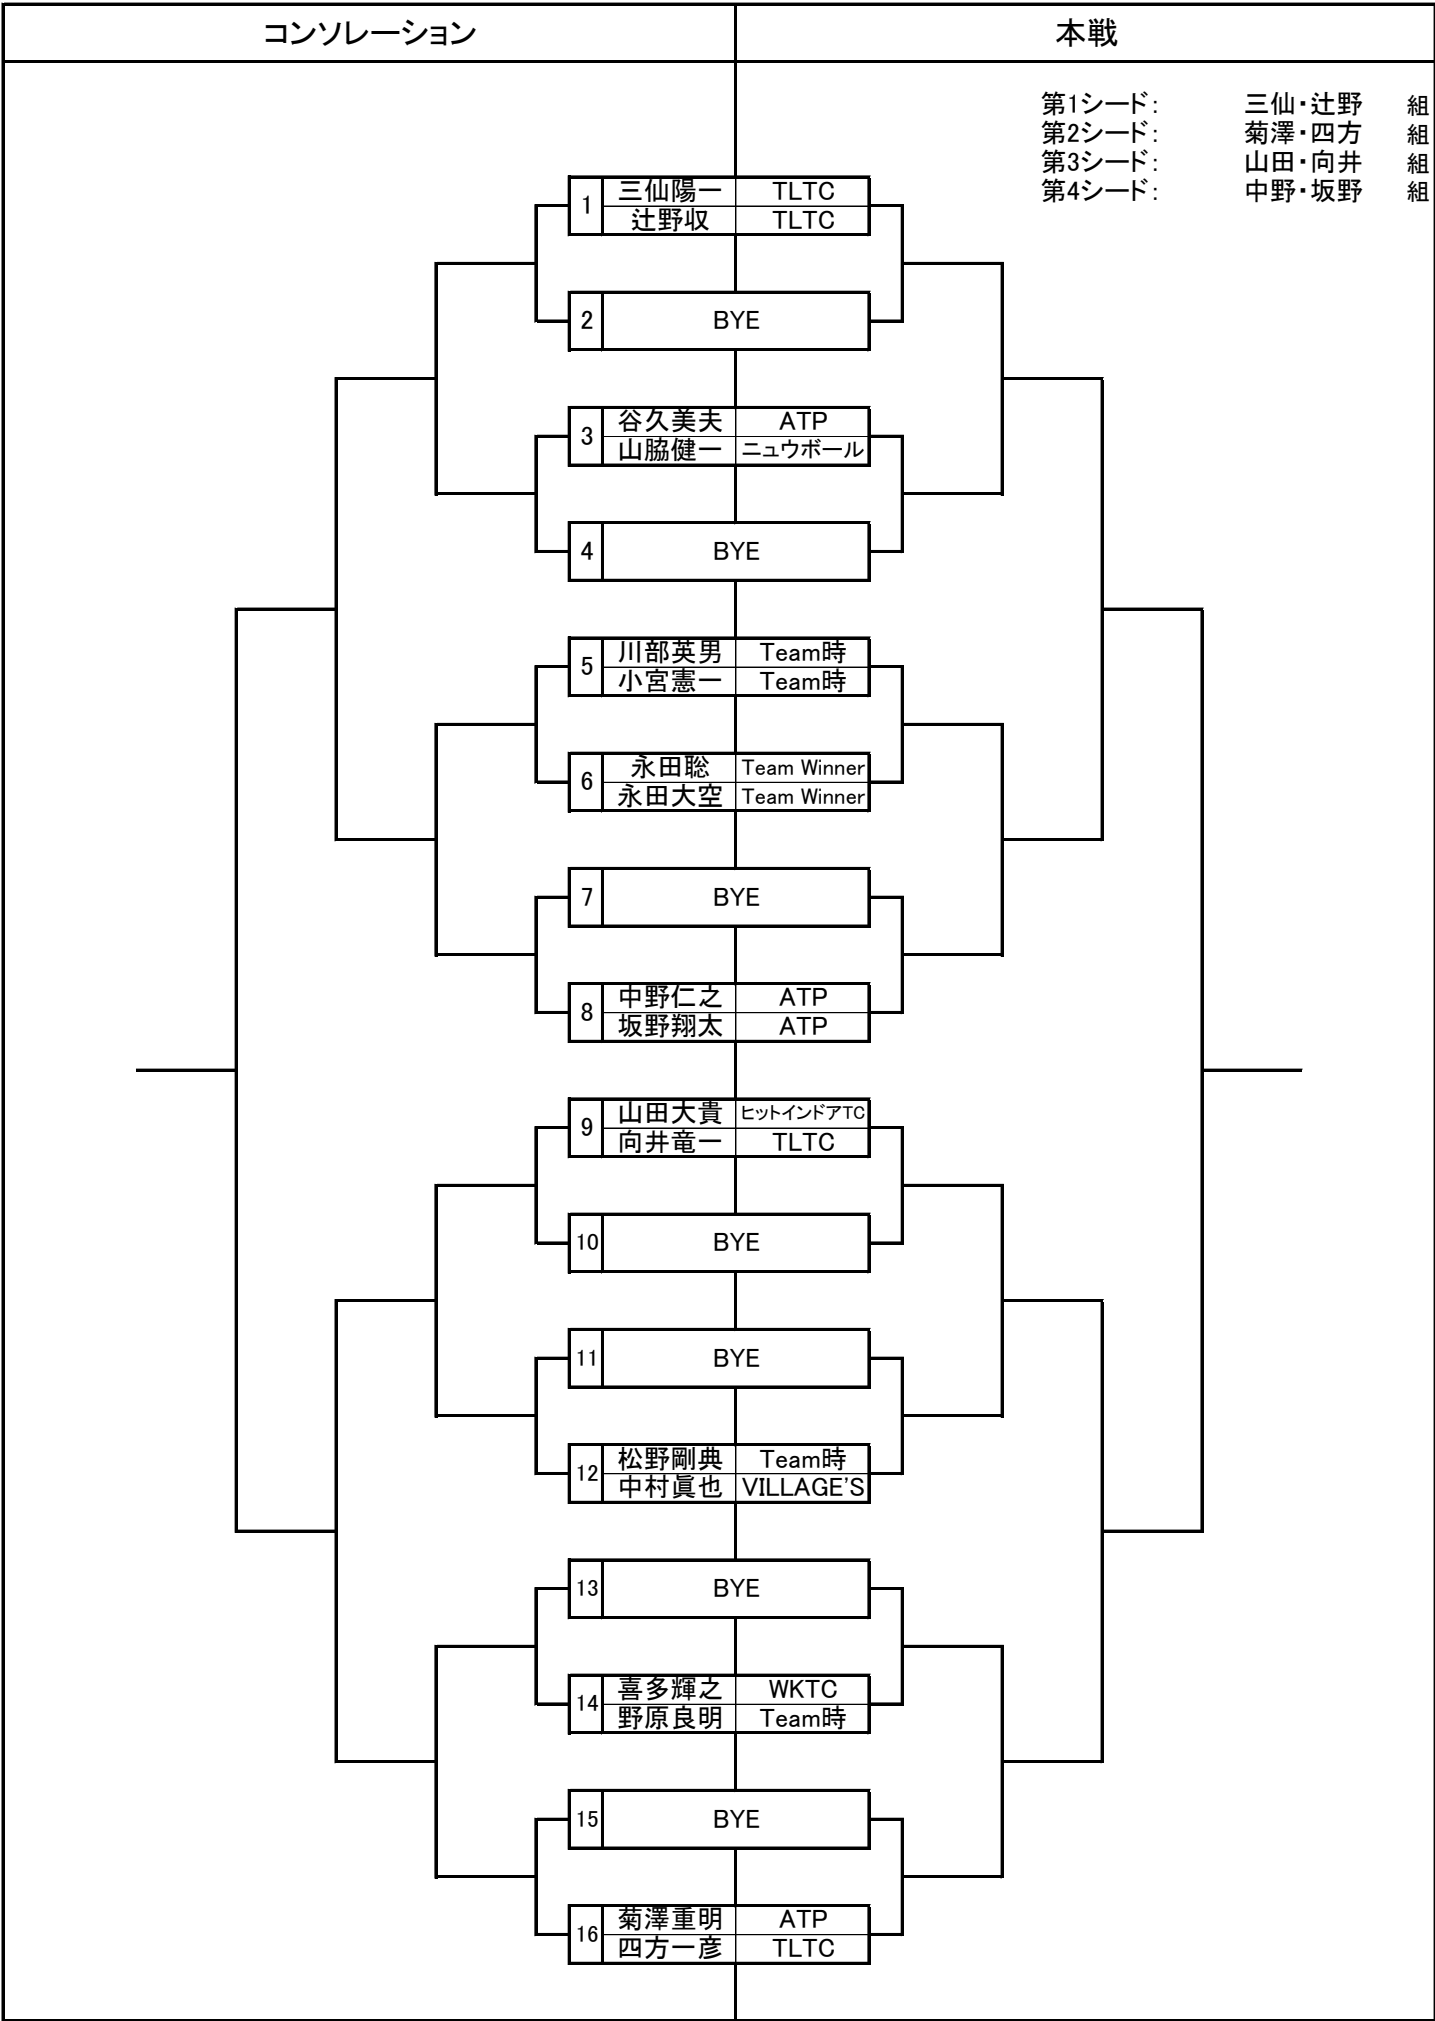 コンソレーション 本戦
第1シード: 三仙・辻野 組
第2シード: 菊澤・四方 組
第3シード: 山田・向井 組
第4シード: 中野・坂野 組
1 三仙陽一 TLTC
辻野収 TLTC
2 BYE
3 谷久美夫 ATP
山脇健一 ニュウボール
4 BYE
5 川部英男 Team時
小宮憲一 Team時
6 永田聡 Team Winner
永田大空 Team Winner
7 BYE
8 中野仁之 ATP
坂野翔太 ATP
9 山田大貴 ヒットインドアTC
向井竜一 TLTC
10 BYE
11 BYE
12 松野剛典 Team時
中村眞也 VILLAGE'S
13 BYE
14 喜多輝之 WKTC
野原良明 Team時
15 BYE
16 菊澤重明 ATP
四方一彦 TLTC